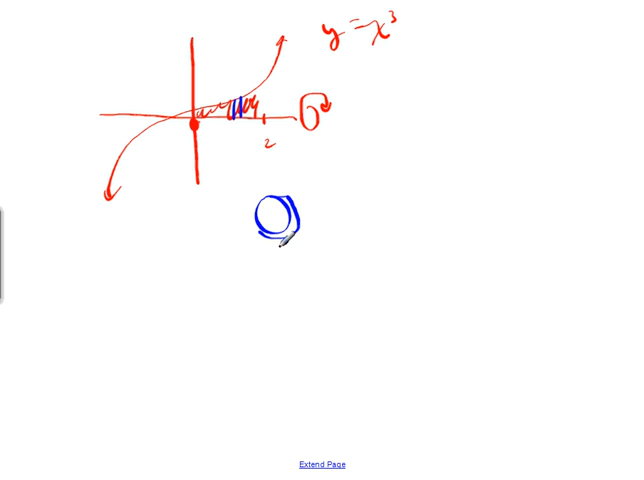 y = x³
2
Extend Page